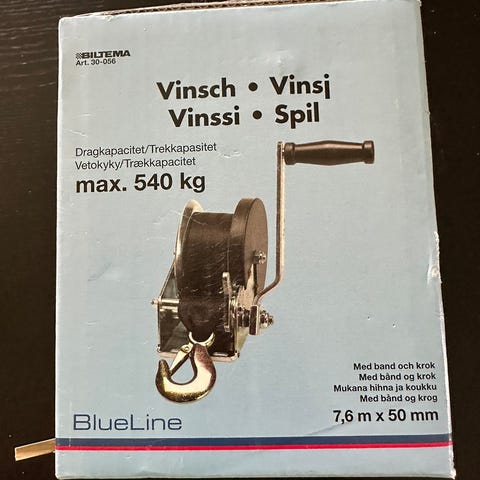 BILTEMA
Art. 30-056
Vinsch • Vinsj
Vinssi • Spil
Dragkapacitet/Trekkapasitet
Vetokyky/Trækkapacitet
max. 540 kg
Med band och krok
Med bånd og krok
Mukana hihna ja koukku
Med bånd og krog
7,6 m x 50 mm
BlueLine